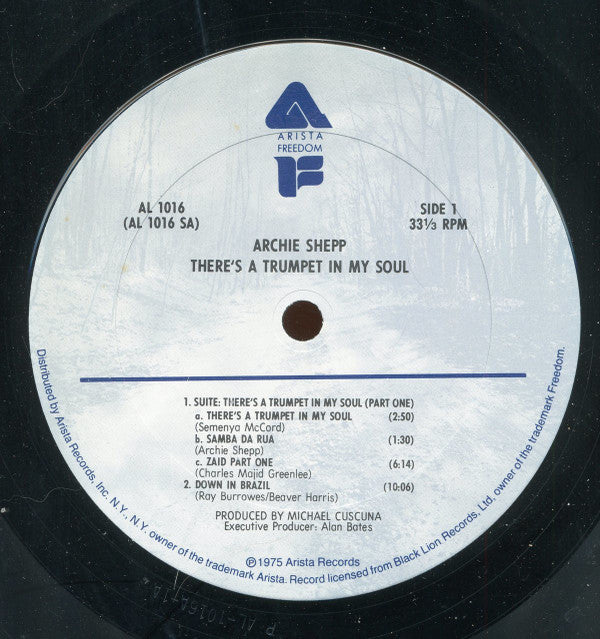 ARISTA
FREEDOM
AL 1016
(AL 1016 SA)
SIDE 1
33⅓ RPM
ARCHIE SHEPP
THERE'S A TRUMPET IN MY SOUL
1. SUITE: THERE'S A TRUMPET IN MY SOUL (PART ONE)
a. THERE'S A TRUMPET IN MY SOUL (2:50)
(Semenya McCord)
b. SAMBA DA RUA (1:30)
(Archie Shepp)
c. ZAID PART ONE (6:14)
(Charles Majid Greenlee)
2. DOWN IN BRAZIL (10:06)
(Ray Burrowes/Beaver Harris)
PRODUCED BY MICHAEL CUSCUNA
Executive Producer: Alan Bates
℗1975 Arista Records
Distributed by Arista Records, Inc. N.Y., N.Y. owner of the trademark Arista. Record licensed from Black Lion Records, Ltd. owner of the trademark Freedom.